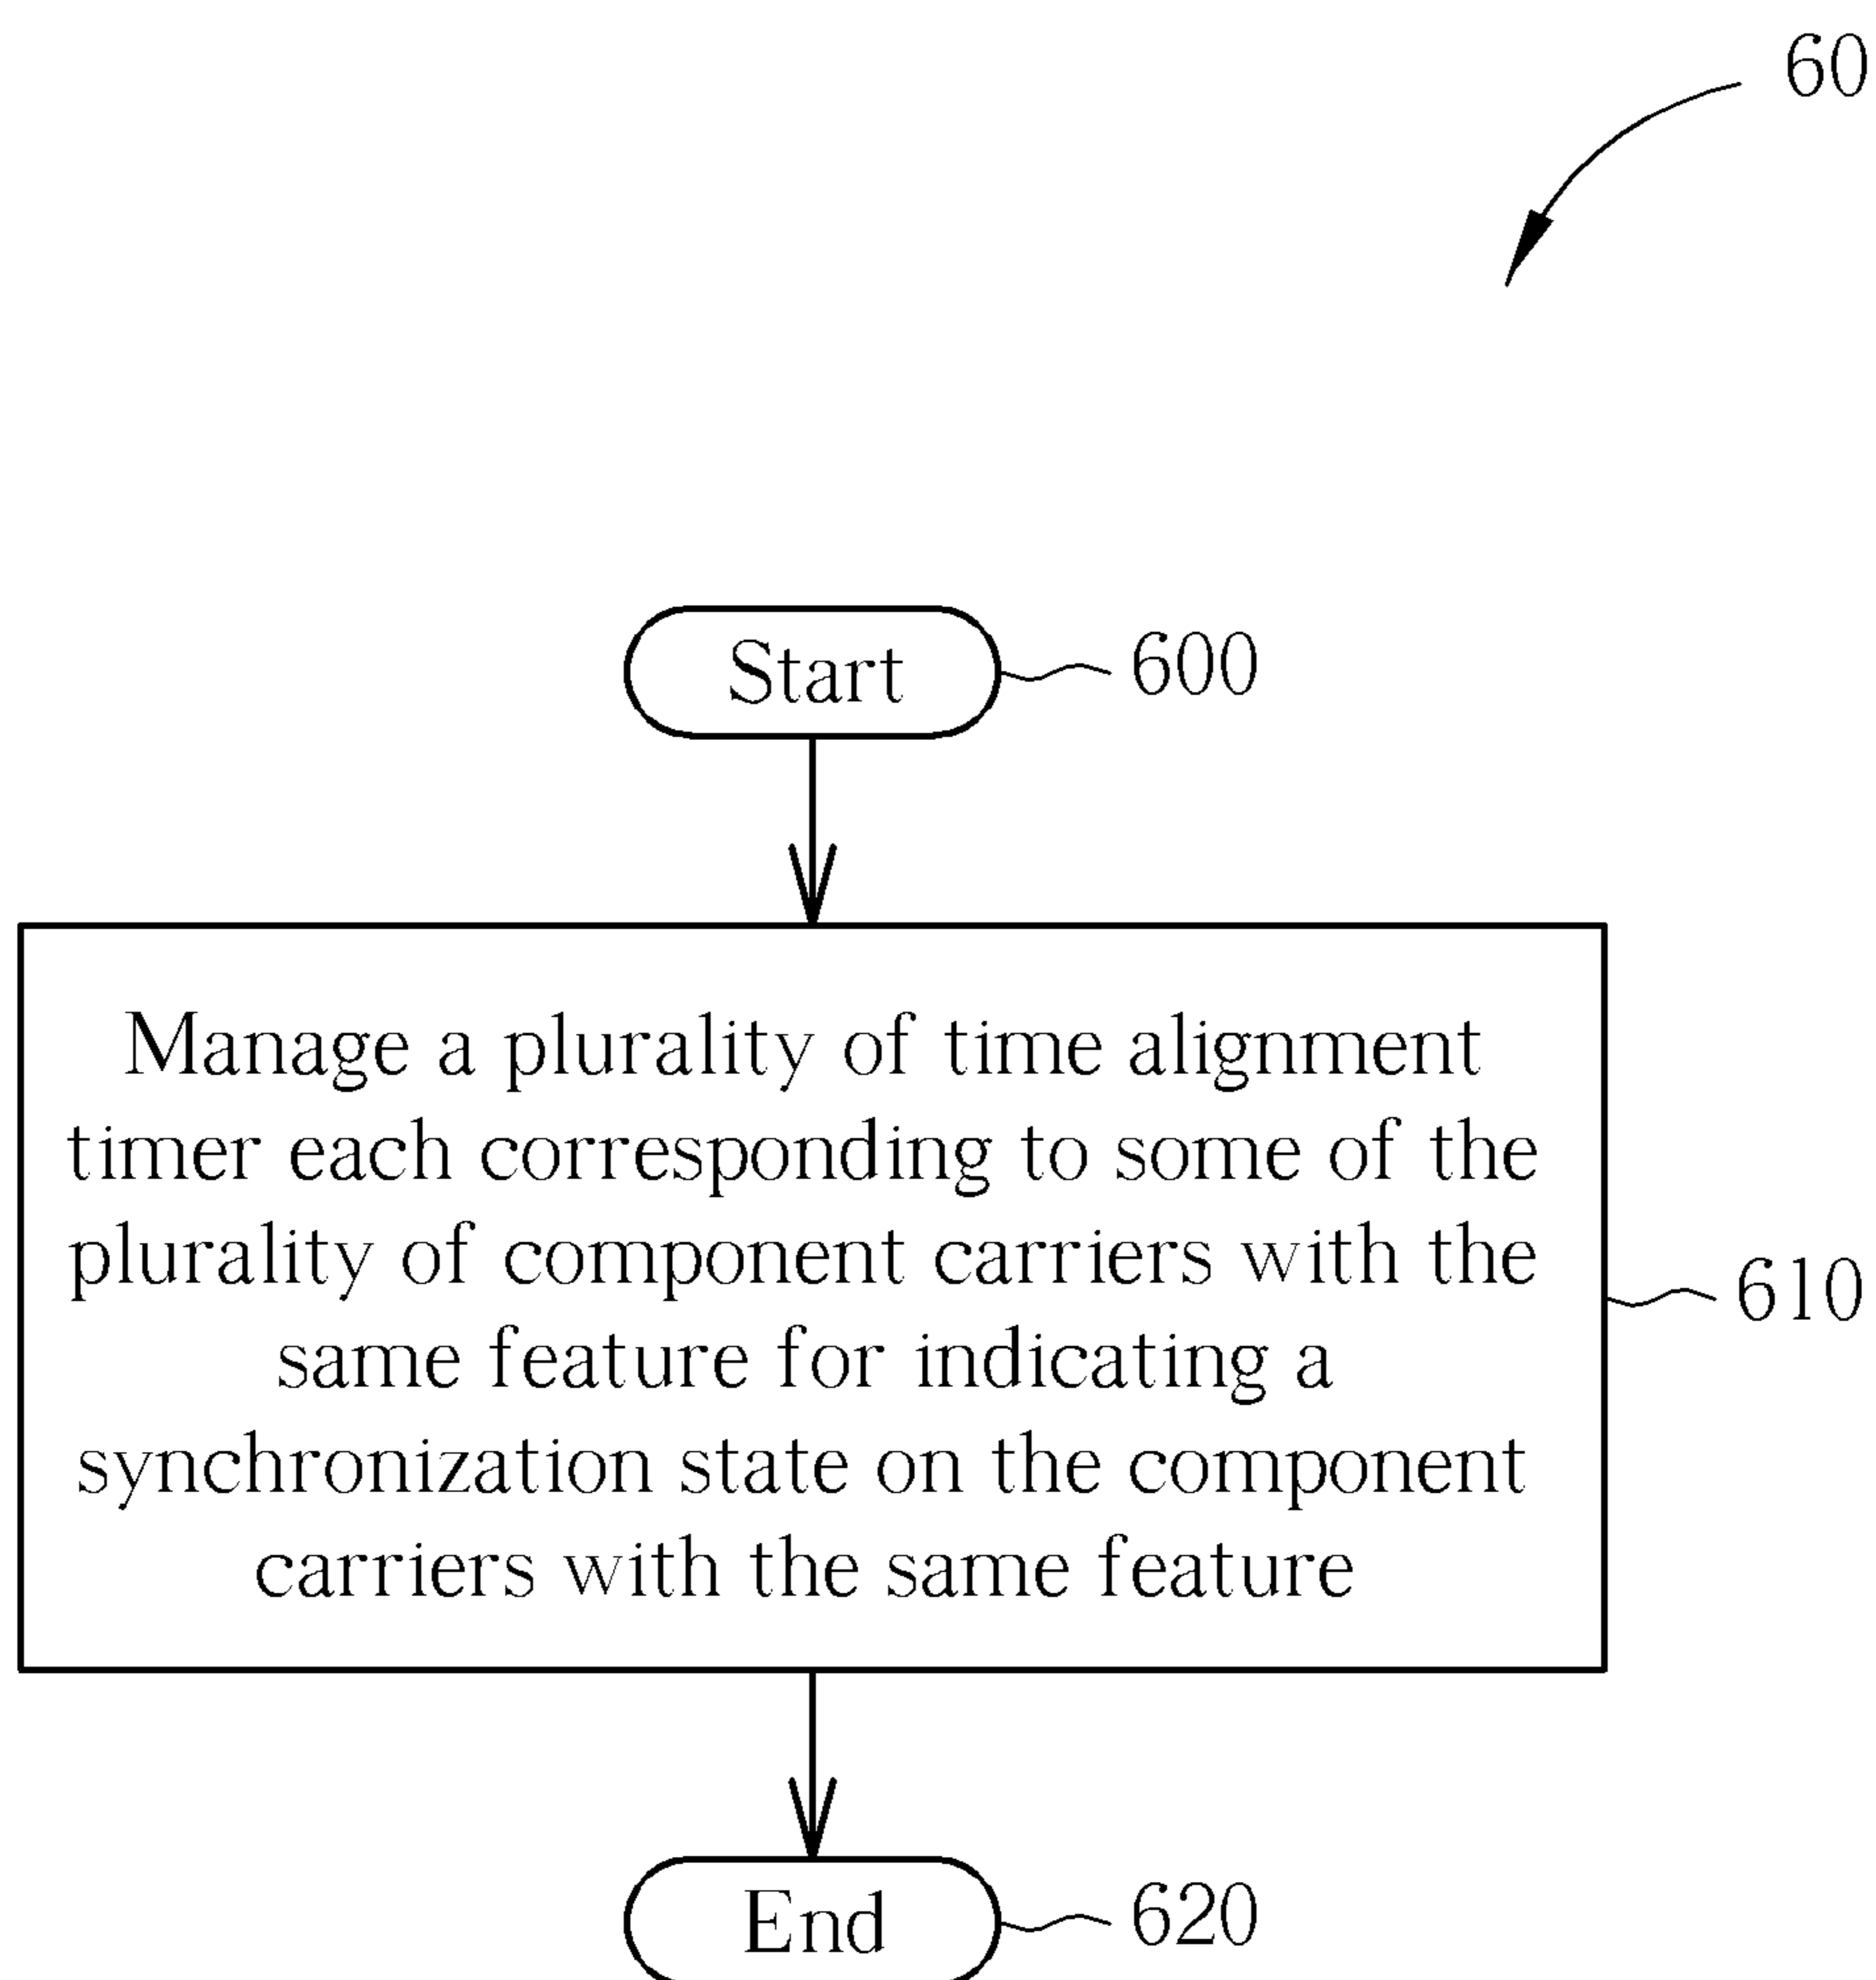 60
Start
600
Manage a plurality of time alignment
timer each corresponding to some of the
plurality of component carriers with the
same feature for indicating a
synchronization state on the component
carriers with the same feature
610
End
620